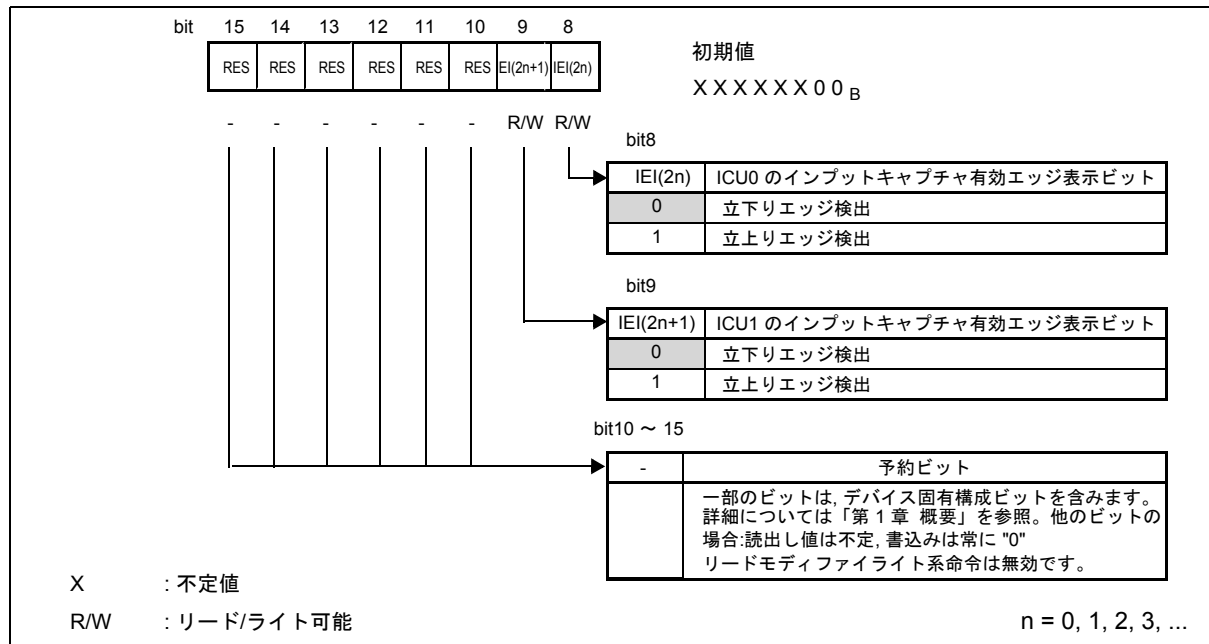 bit 15 14 13 12 11 10 9 8
RES RES RES RES RES RES EI(2n+1) IEI(2n)
初期値
X X X X X X 0 0 B
- - - - - - R/W R/W
bit8
IEI(2n) ICU0 のインプットキャプチャ有効エッジ表示ビット
0 立下りエッジ検出
1 立上りエッジ検出
bit9
IEI(2n+1) ICU1 のインプットキャプチャ有効エッジ表示ビット
0 立下りエッジ検出
1 立上りエッジ検出
bit10 ～ 15
- 予約ビット
一部のビットは, デバイス固有構成ビットを含みます。
詳細については「第 1 章 概要」を参照。他のビットの
場合:読出し値は不定, 書込みは常に "0"
リードモディファイライト系命令は無効です。
X : 不定値
R/W : リード/ライト可能
n = 0, 1, 2, 3, ...